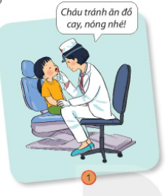 Cháu tránh ăn đồ
cay, nóng nhé!
1